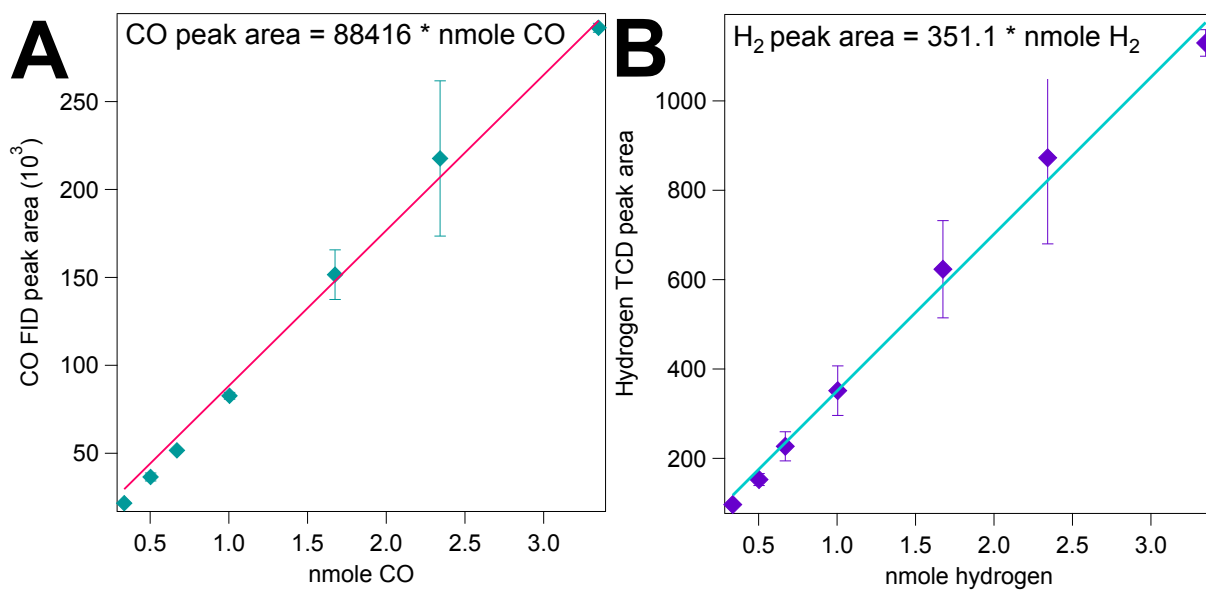 A
CO peak area = 88416 * nmole CO
CO FID peak area (10³)
250
200
150
100
50
0.5 1.0 1.5 2.0 2.5 3.0
nmole CO
B
H₂ peak area = 351.1 * nmole H₂
Hydrogen TCD peak area
1000
800
600
400
200
0.5 1.0 1.5 2.0 2.5 3.0
nmole hydrogen